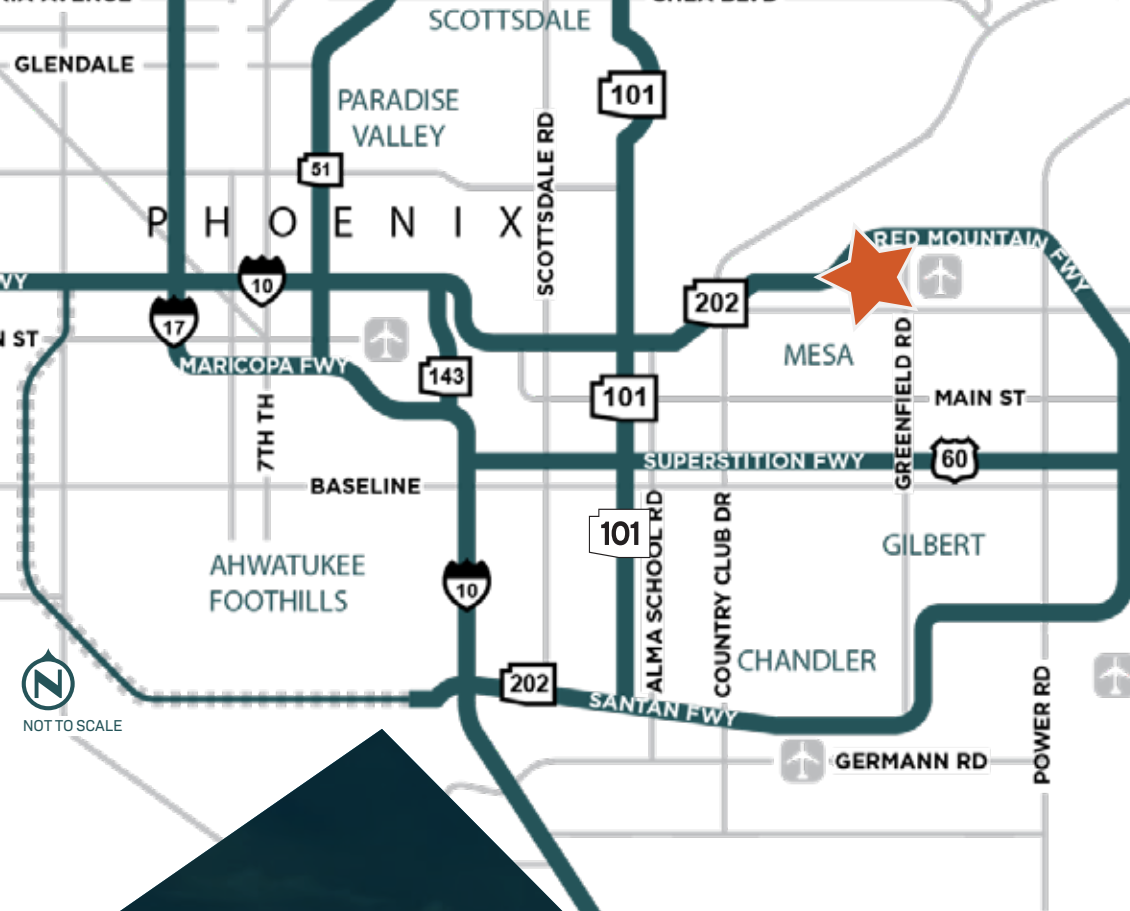 SCOTTSDALE
GLENDALE
101
PARADISE
VALLEY
51
SCOTTSDALE RD
PHOENIX
RED MOUNTAIN FWY
WY
10
202
17
N ST
MARICOPA FWY
143
MESA
GREENFIELD RD
101
MAIN ST
7TH TH
SUPERSTITION FWY
60
BASELINE
101
ALMA SCHOOL RD
COUNTRY CLUB DR
GILBERT
AHWATUKEE
FOOTHILLS
10
CHANDLER
N
202
SANTAN FWY
NOT TO SCALE
POWER RD
GERMANN RD